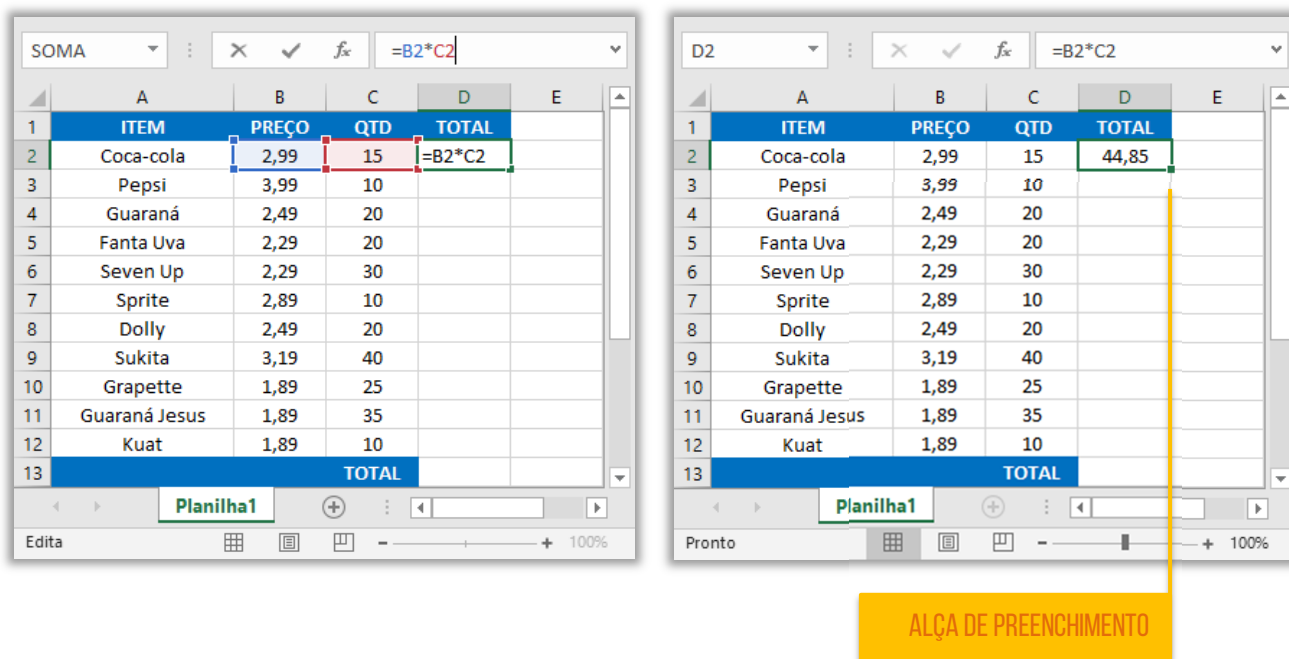 SOMA =B2*C2
A B C D E
1 ITEM PREÇO QTD TOTAL
2 Coca-cola 2,99 15 =B2*C2
3 Pepsi 3,99 10
4 Guaraná 2,49 20
5 Fanta Uva 2,29 20
6 Seven Up 2,29 30
7 Sprite 2,89 10
8 Dolly 2,49 20
9 Sukita 3,19 40
10 Grapette 1,89 25
11 Guaraná Jesus 1,89 35
12 Kuat 1,89 10
13 TOTAL
Planilha1
Edita 100%
D2 =B2*C2
A B C D E
1 ITEM PREÇO QTD TOTAL
2 Coca-cola 2,99 15 44,85
3 Pepsi 3,99 10
4 Guaraná 2,49 20
5 Fanta Uva 2,29 20
6 Seven Up 2,29 30
7 Sprite 2,89 10
8 Dolly 2,49 20
9 Sukita 3,19 40
10 Grapette 1,89 25
11 Guaraná Jesus 1,89 35
12 Kuat 1,89 10
13 TOTAL
Planilha1
Pronto 100%
ALÇA DE PREENCHIMENTO